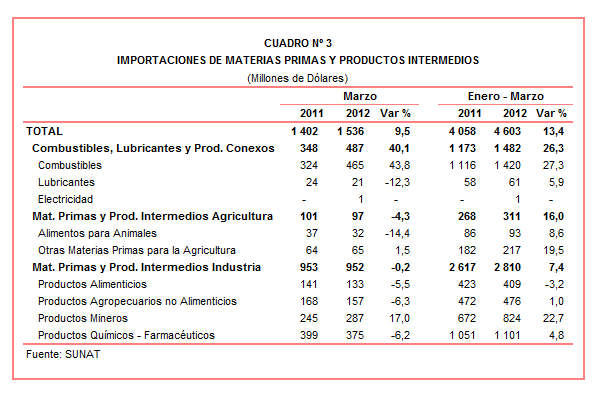 CUADRO Nº 3
IMPORTACIONES DE MATERIAS PRIMAS Y PRODUCTOS INTERMEDIOS
(Millones de Dólares)
Marzo Enero - Marzo
2011 2012 Var % 2011 2012 Var %
TOTAL 1 402 1 536 9,5 4 058 4 603 13,4
Combustibles, Lubricantes y Prod. Conexos 348 487 40,1 1 173 1 482 26,3
Combustibles 324 465 43,8 1 116 1 420 27,3
Lubricantes 24 21 -12,3 58 61 5,9
Electricidad - 1 - - 1 -
Mat. Primas y Prod. Intermedios Agricultura 101 97 -4,3 268 311 16,0
Alimentos para Animales 37 32 -14,4 86 93 8,6
Otras Materias Primas para la Agricultura 64 65 1,5 182 217 19,5
Mat. Primas y Prod. Intermedios Industria 953 952 -0,2 2 617 2 810 7,4
Productos Alimenticios 141 133 -5,5 423 409 -3,2
Productos Agropecuarios no Alimenticios 168 157 -6,3 472 476 1,0
Productos Mineros 245 287 17,0 672 824 22,7
Productos Químicos - Farmacéuticos 399 375 -6,2 1 051 1 101 4,8
Fuente: SUNAT